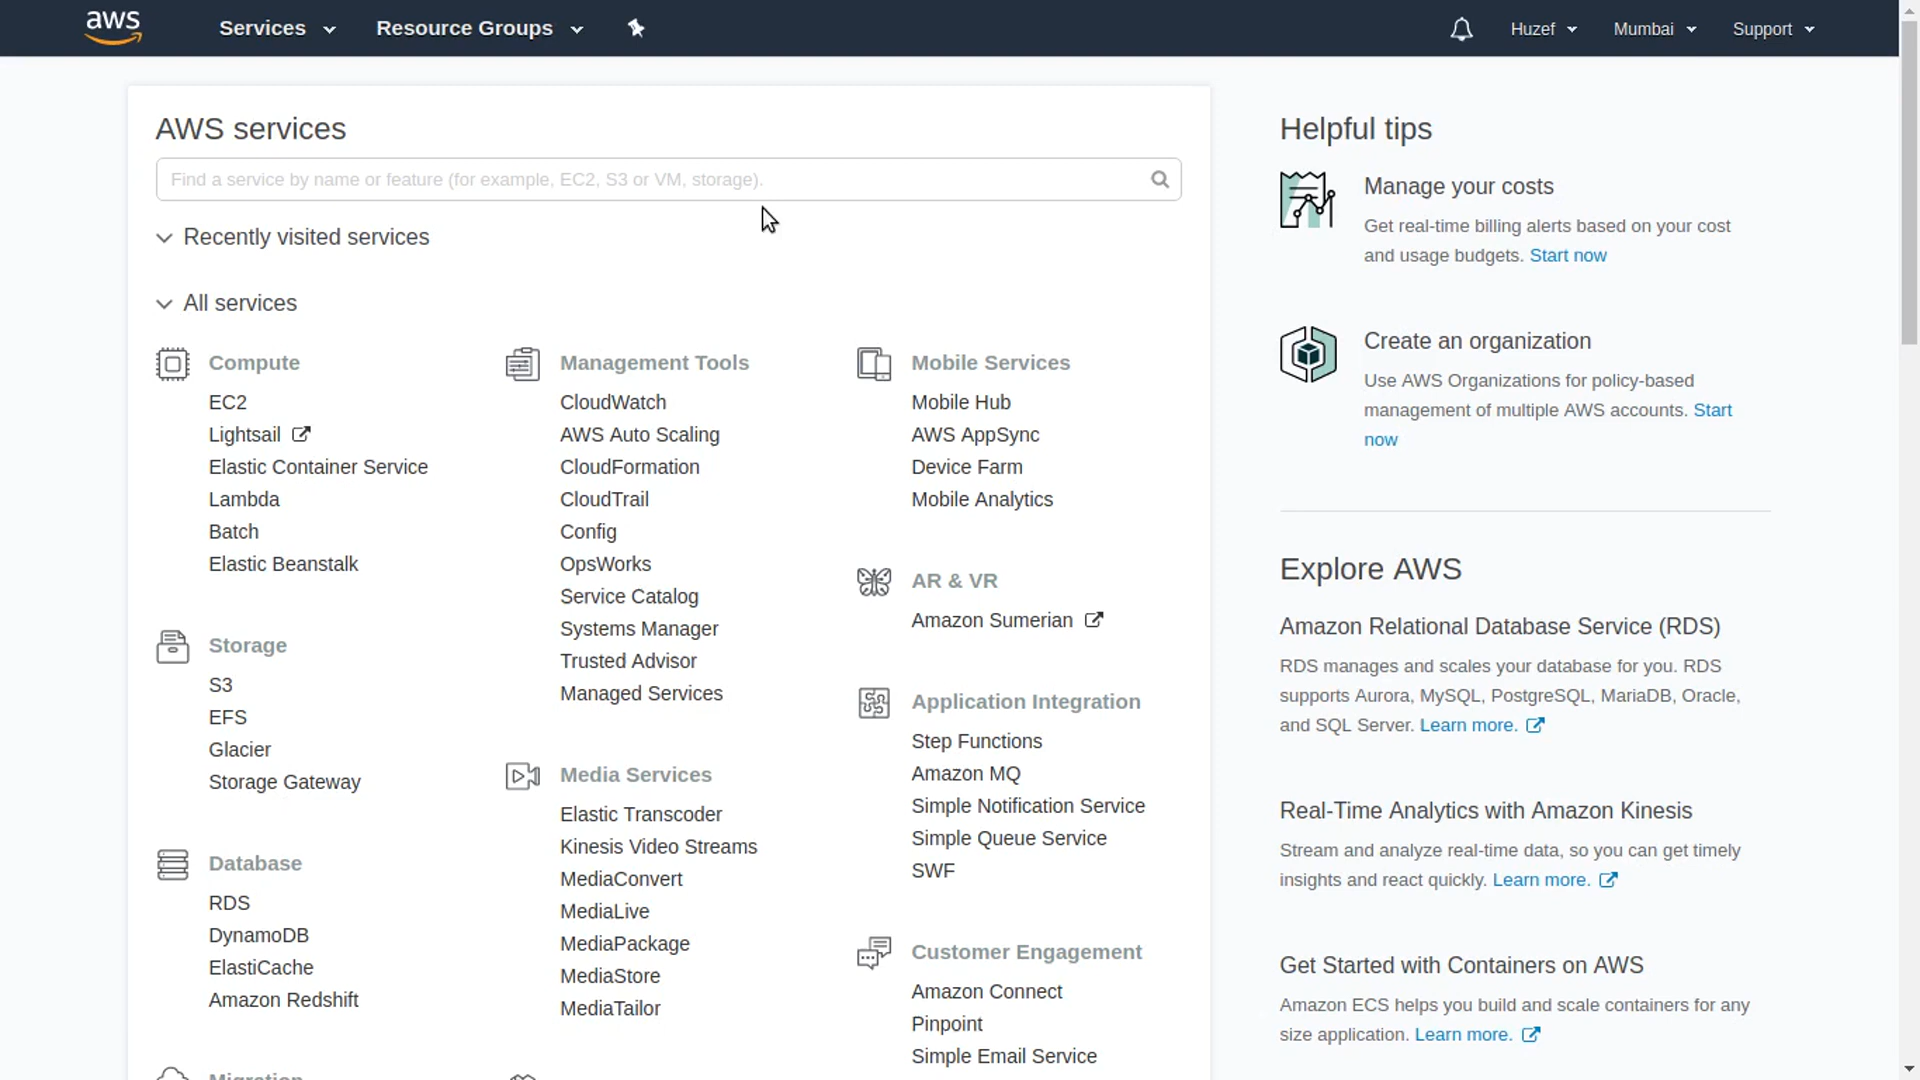 aws
Services
Resource Groups
Huzef
Mumbai
Support
AWS services
Find a service by name or feature (for example, EC2, S3 or VM, storage).
Recently visited services
All services
Compute
EC2
Lightsail
Elastic Container Service
Lambda
Batch
Elastic Beanstalk
Storage
S3
EFS
Glacier
Storage Gateway
Database
RDS
DynamoDB
ElastiCache
Amazon Redshift
Migration
Management Tools
CloudWatch
AWS Auto Scaling
CloudFormation
CloudTrail
Config
OpsWorks
Service Catalog
Systems Manager
Trusted Advisor
Managed Services
Media Services
Elastic Transcoder
Kinesis Video Streams
MediaConvert
MediaLive
MediaPackage
MediaStore
MediaTailor
Mobile Services
Mobile Hub
AWS AppSync
Device Farm
Mobile Analytics
AR & VR
Amazon Sumerian
Application Integration
Step Functions
Amazon MQ
Simple Notification Service
Simple Queue Service
SWF
Customer Engagement
Amazon Connect
Pinpoint
Simple Email Service
Helpful tips
Manage your costs
Get real-time billing alerts based on your cost
and usage budgets. Start now
Create an organization
Use AWS Organizations for policy-based
management of multiple AWS accounts. Start
now
Explore AWS
Amazon Relational Database Service (RDS)
RDS manages and scales your database for you. RDS
supports Aurora, MySQL, PostgreSQL, MariaDB, Oracle,
and SQL Server. Learn more.
Real-Time Analytics with Amazon Kinesis
Stream and analyze real-time data, so you can get timely
insights and react quickly. Learn more.
Get Started with Containers on AWS
Amazon ECS helps you build and scale containers for any
size application. Learn more.